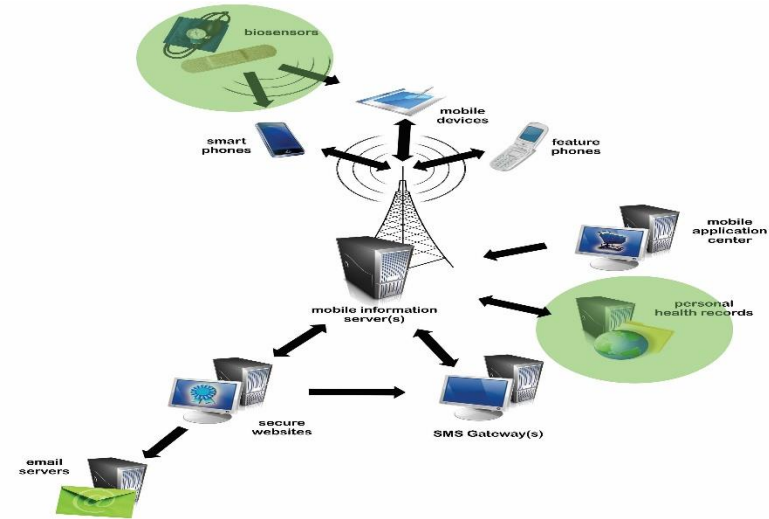 biosensors
mobile
devices
smart
phones
feature
phones
mobile
application
center
personal
health records
mobile information
server(s)
secure
websites
SMS Gateway(s)
email
servers